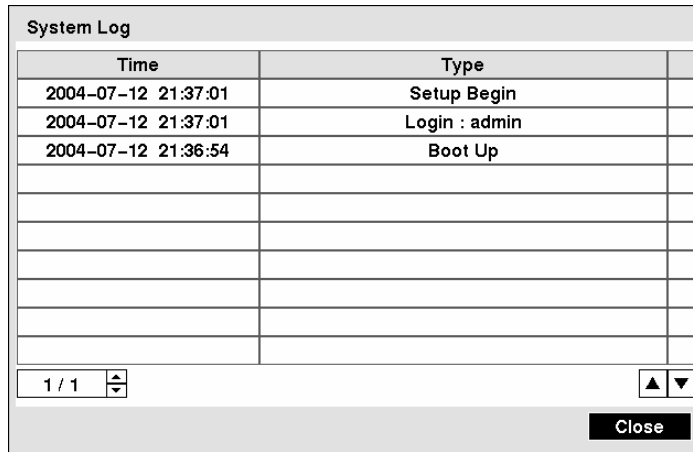 System Log
Time Type
2004-07-12 21:37:01 Setup Begin
2004-07-12 21:37:01 Login : admin
2004-07-12 21:36:54 Boot Up
1 / 1
Close